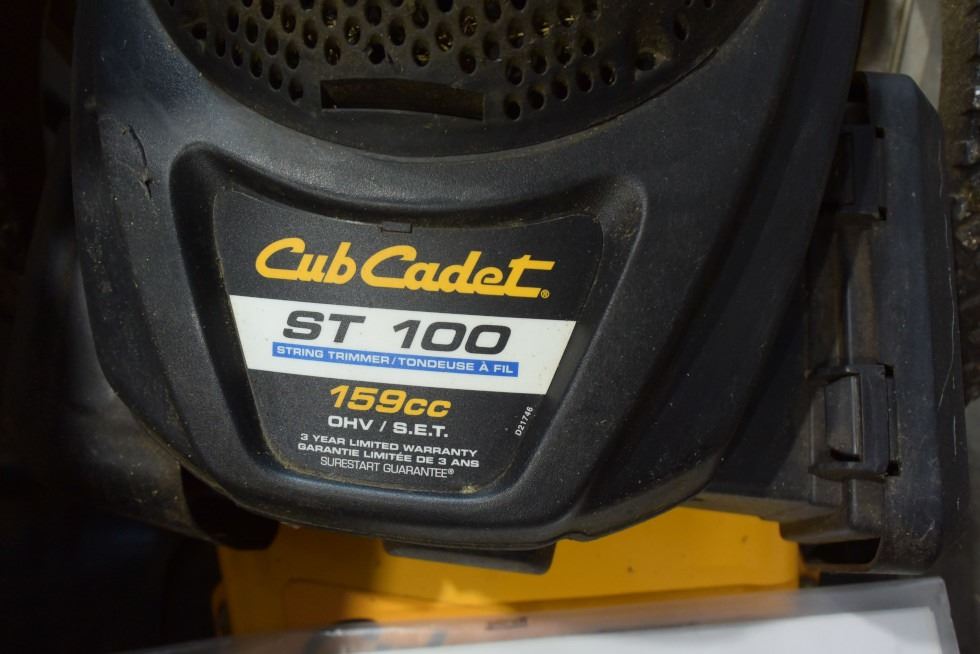 Cub Cadet®
ST 100
STRING TRIMMER/TONDEUSE À FIL
159cc
OHV / S.E.T.
3 YEAR LIMITED WARRANTY
GARANTIE LIMITÉE DE 3 ANS
SURESTART GUARANTEE®
D21746